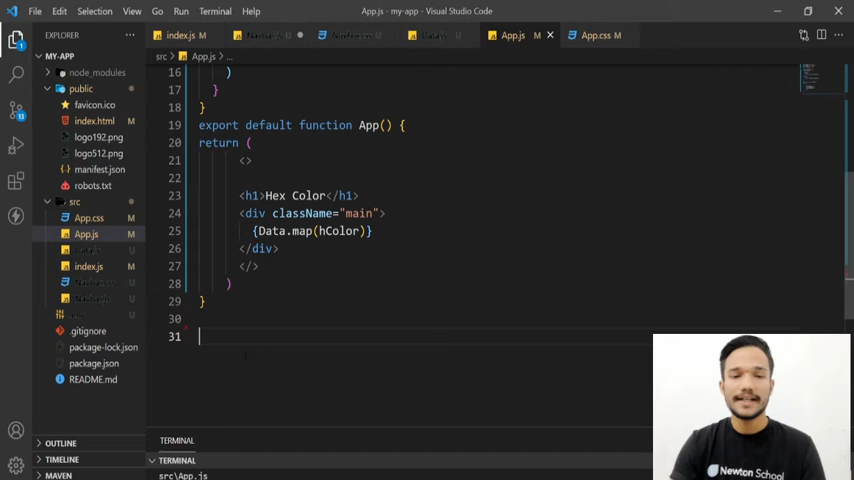 File Edit Selection View Go Run Terminal Help
App.js - my-app - Visual Studio Code
EXPLORER
index.js M
App.js M
App.css M
MY-APP
src > App.js > ...
node_modules
public
favicon.ico
index.html M
logo192.png
logo512.png
manifest.json
robots.txt
src
App.css M
App.js M
U
index.js M
U
U
U
.gitignore
package-lock.json
package.json
README.md
OUTLINE
TIMELINE
MAVEN
1
13
16 )
17 }
18 }
19 export default function App() {
20 return (
21 <>
22
23 <h1>Hex Color</h1>
24 <div className="main">
25 {Data.map(hColor)}
26 </div>
27 </>
28 )
29 }
30
31
TERMINAL
TERMINAL
src\App.js
Newton School